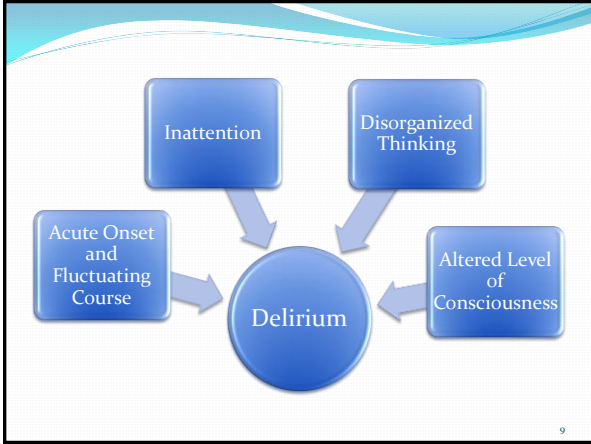 Inattention
Disorganized
Thinking
Acute Onset
and
Fluctuating
Course
Altered Level
of
Consciousness
Delirium
9